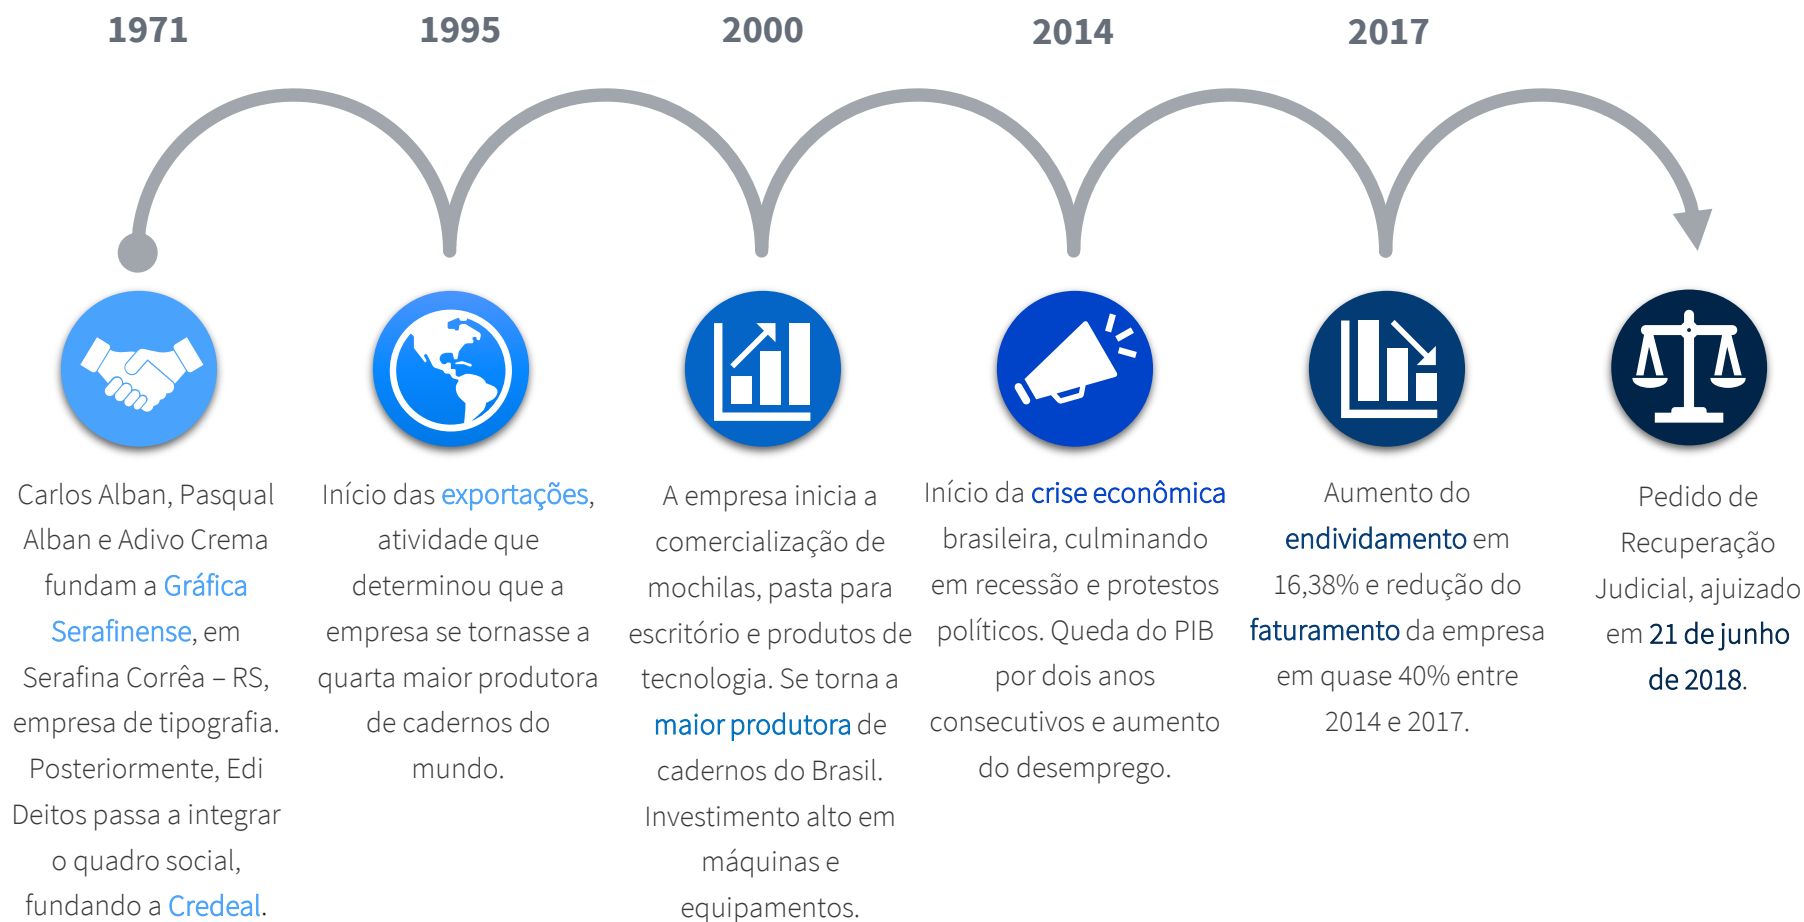 1971
1995
2000
2014
2017
Carlos Alban, Pasqual
Alban e Adivo Crema
fundam a Gráfica
Serafinense, em
Serafina Corrêa – RS,
empresa de tipografia.
Posteriormente, Edi
Deitos passa a integrar
o quadro social,
fundando a Credeal.
Início das exportações,
atividade que
determinou que a
empresa se tornasse a
quarta maior produtora
de cadernos do
mundo.
A empresa inicia a
comercialização de
mochilas, pasta para
escritório e produtos de
tecnologia. Se torna a
maior produtora de
cadernos do Brasil.
Investimento alto em
máquinas e
equipamentos.
Início da crise econômica
brasileira, culminando
em recessão e protestos
políticos. Queda do PIB
por dois anos
consecutivos e aumento
do desemprego.
Aumento do
endividamento em
16,38% e redução do
faturamento da empresa
em quase 40% entre
2014 e 2017.
Pedido de
Recuperação
Judicial, ajuizado
em 21 de junho
de 2018.